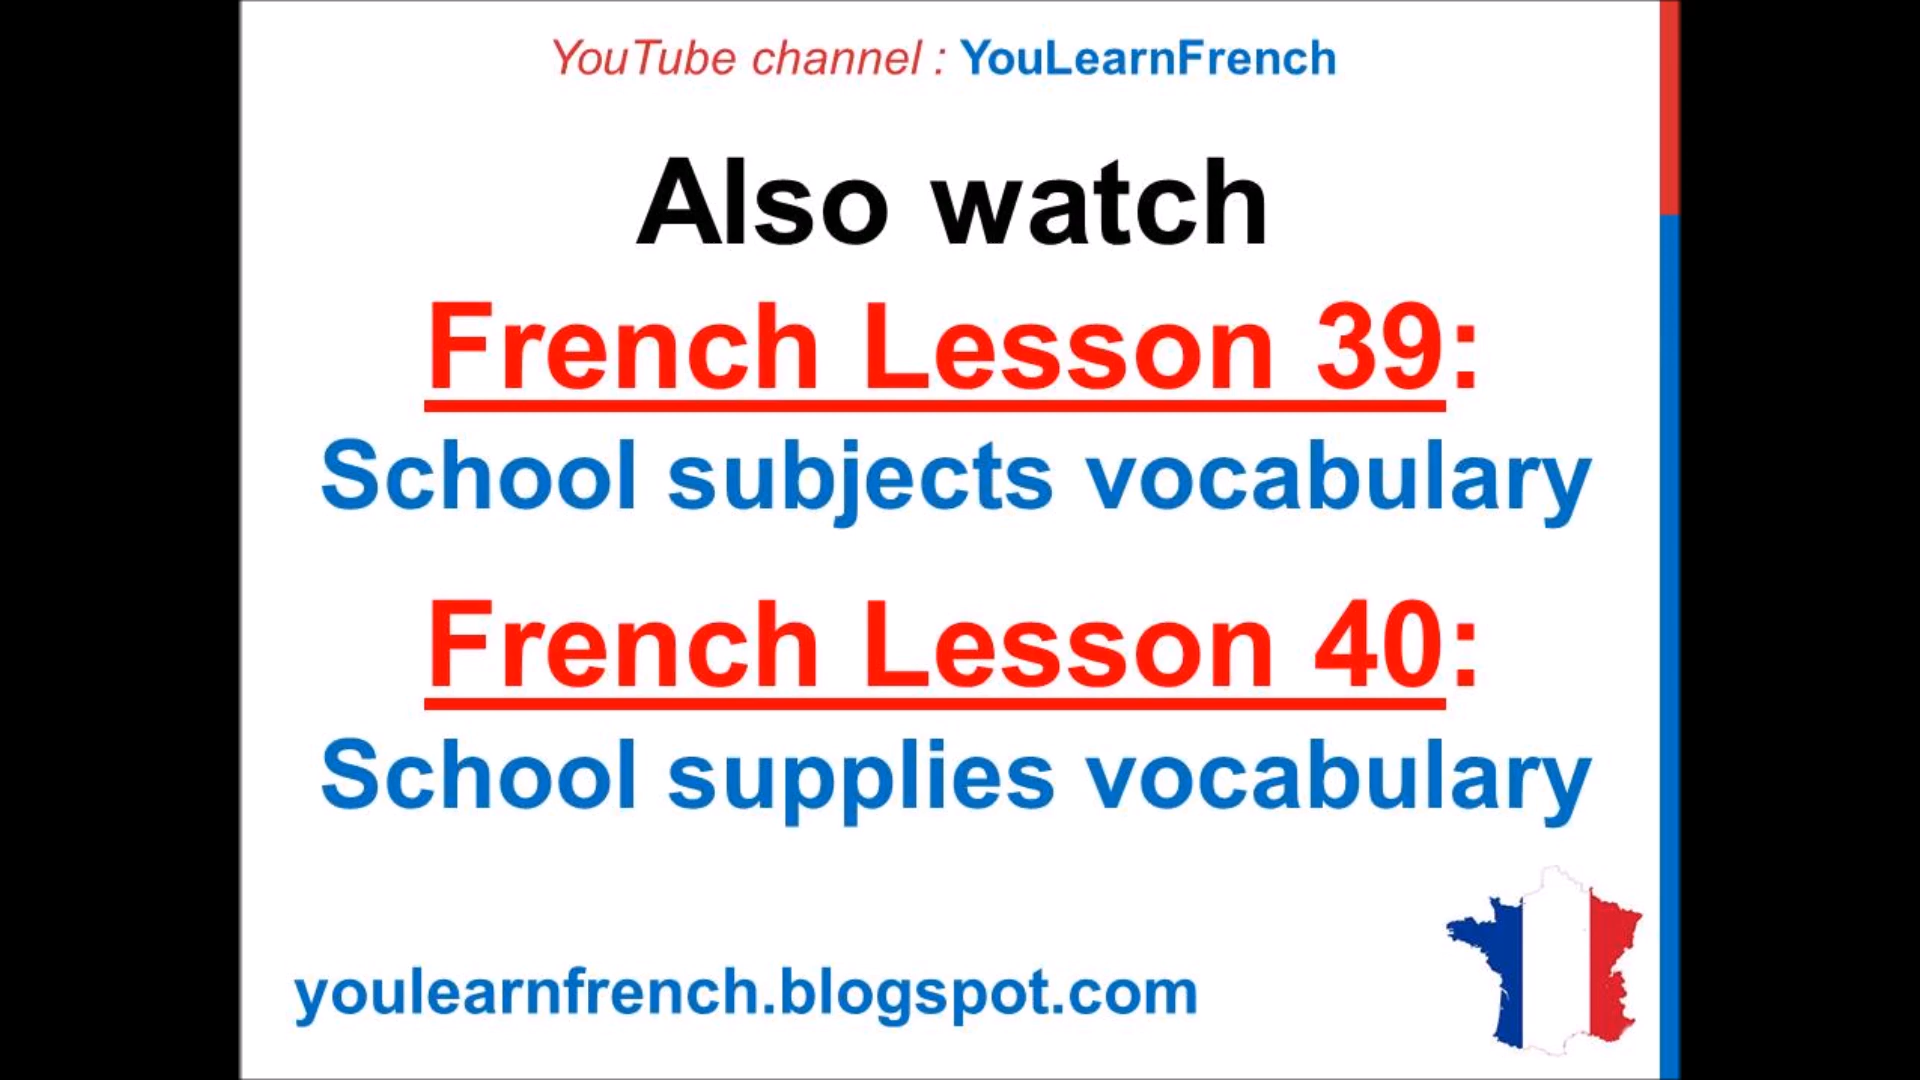 YouTube channel : YouLearnFrench
Also watch
French Lesson 39:
School subjects vocabulary
French Lesson 40:
School supplies vocabulary
youlearnfrench.blogspot.com